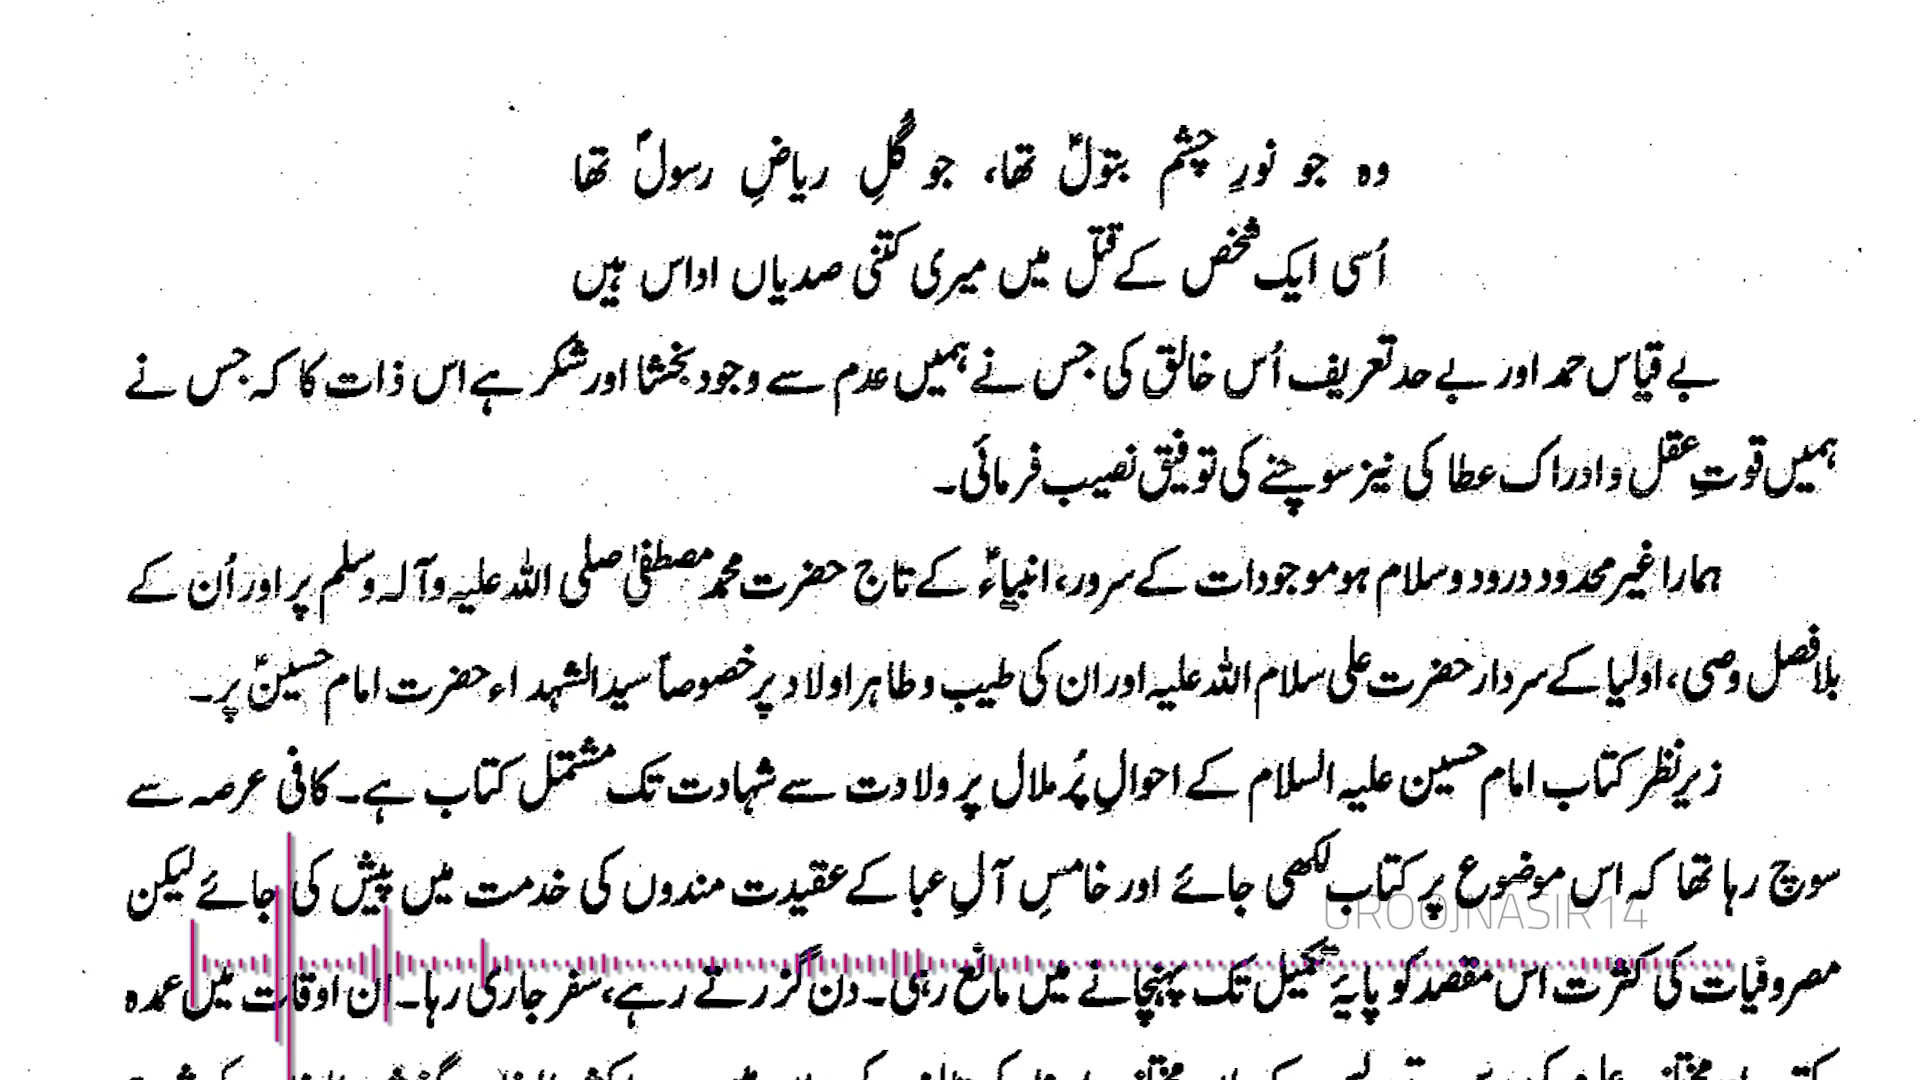 وہ جو نورِ چشمِ بتولؑ تھا، جو گُلِ ریاضِ رسولؐ تھا
اُسی ایک شخص کے قتل میں میری کتنی صدیاں اداس ہیں
بے قیاس حمد اور بے حد تعریف اُس خالق کی جس نے ہمیں عدم سے وجود بخشا اور شکر ہے اس ذات کا کہ جس نے
ہمیں قوتِ عقل و ادراک عطا کی نیز سوچنے کی توفیق نصیب فرمائی۔
ہمارا غیر محدود درود و سلام ہو موجودات کے سرور، انبیاءؑ کے تاج حضرت محمد مصطفیٰ صلی اللہ علیہ وآلہ وسلم پر اور اُن کے
بلا فصل وصی، اولیا کے سردار حضرت علی سلام اللہ علیہ اور ان کی طیب و طاہر اولاد پر خصوصاً سید الشہداء حضرت امام حسینؑ پر۔
زیرِ نظر کتاب امام حسین علیہ السلام کے احوالِ پُرملال پر ولادت سے شہادت تک مشتمل کتاب ہے۔ کافی عرصہ سے
سوچ رہا تھا کہ اس موضوع پر کتاب لکھی جائے اور خامسِ آلِ عبا کے عقیدت مندوں کی خدمت میں پیش کی جائے لیکن
UROOJNASIR14
مصروفیات کی کثرت اس مقصد کو پایۂ تکمیل تک پہنچانے میں مانع رہی۔ دن گزرتے رہے، سفر جاری رہا۔ ان اوقات میں عمدہ